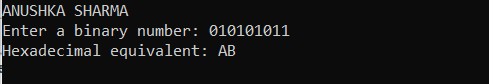 ANUSHKA SHARMA
Enter a binary number: 010101011
Hexadecimal equivalent: AB